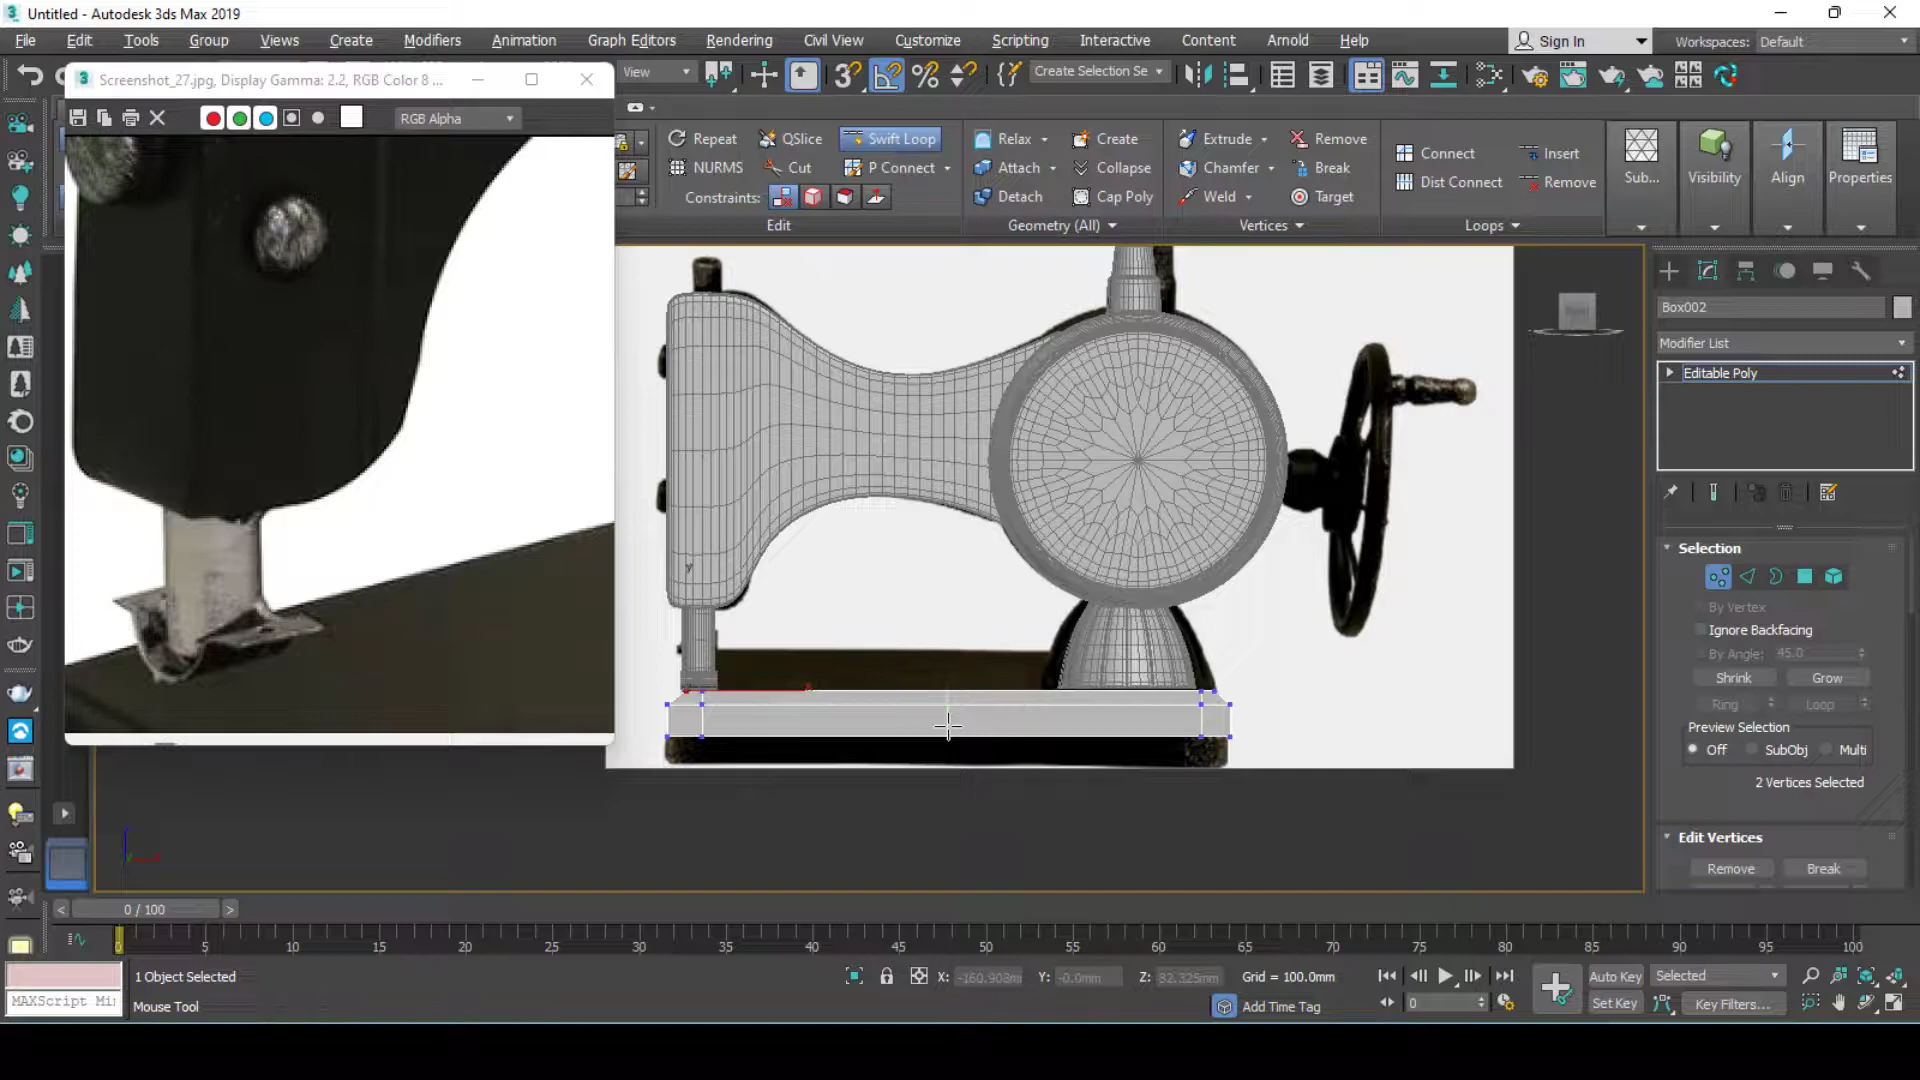 Untitled - Autodesk 3ds Max 2019
File Edit Tools Group Views Create Modifiers Animation Graph Editors Rendering Civil View Customize Scripting Interactive Content Arnold Help
Sign In
Workspaces: Default
Screenshot_27.jpg, Display Gamma: 2.2, RGB Color 8 ...
View
Create Selection Se
RGB Alpha
Repeat QSlice Swift Loop
NURMS Cut P Connect
Constraints:
Edit
Relax Create
Attach Collapse
Detach Cap Poly
Geometry (All)
Extrude Remove
Chamfer Break
Weld Target
Vertices
Connect Insert
Dist Connect Remove
Loops
Sub...
Visibility
Align
Properties
Box002
Modifier List
Editable Poly
Selection
By Vertex
Ignore Backfacing
By Angle: 45.0
Shrink Grow
Ring Loop
Preview Selection
Off SubObj Multi
2 Vertices Selected
Edit Vertices
Remove Break
y
0 / 100
0 5 10 15 20 25 30 35 40 45 50 55 60 65 70 75 80 85 90 95 100
1 Object Selected
MAXScript Mi
Mouse Tool
X: -160.908mm Y: -0.0mm Z: 82.325mm Grid = 100.0mm
Add Time Tag
0
Auto Key Selected
Set Key Key Filters...